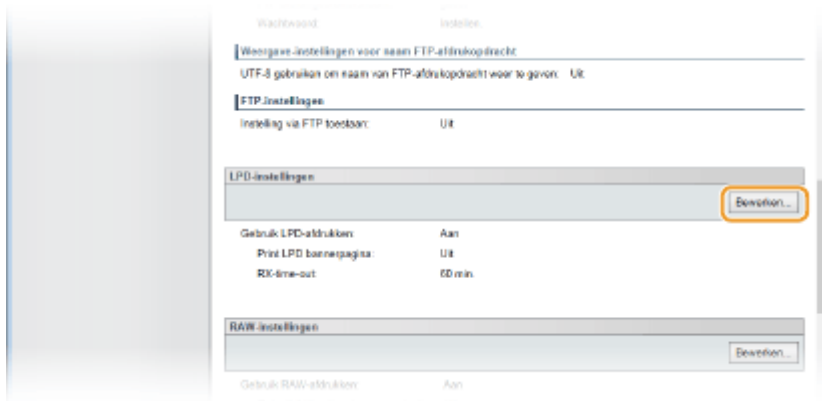 Wachtwoord: Instellen.
Weergave-instellingen voor naam FTP-afdrukopdracht
UTF-8 gebruiken om naam van FTP-afdrukopdracht weer te geven: Uit
FTP-instellingen
Instelling via FTP toestaan: Uit
LPD-instellingen
Bewerken...
Gebruik LPD-afdrukken: Aan
Print LPD bannerpagina: Uit
RX-time-out: 60 min.
RAW-instellingen
Bewerken...
Gebruik RAW-afdrukken: Aan